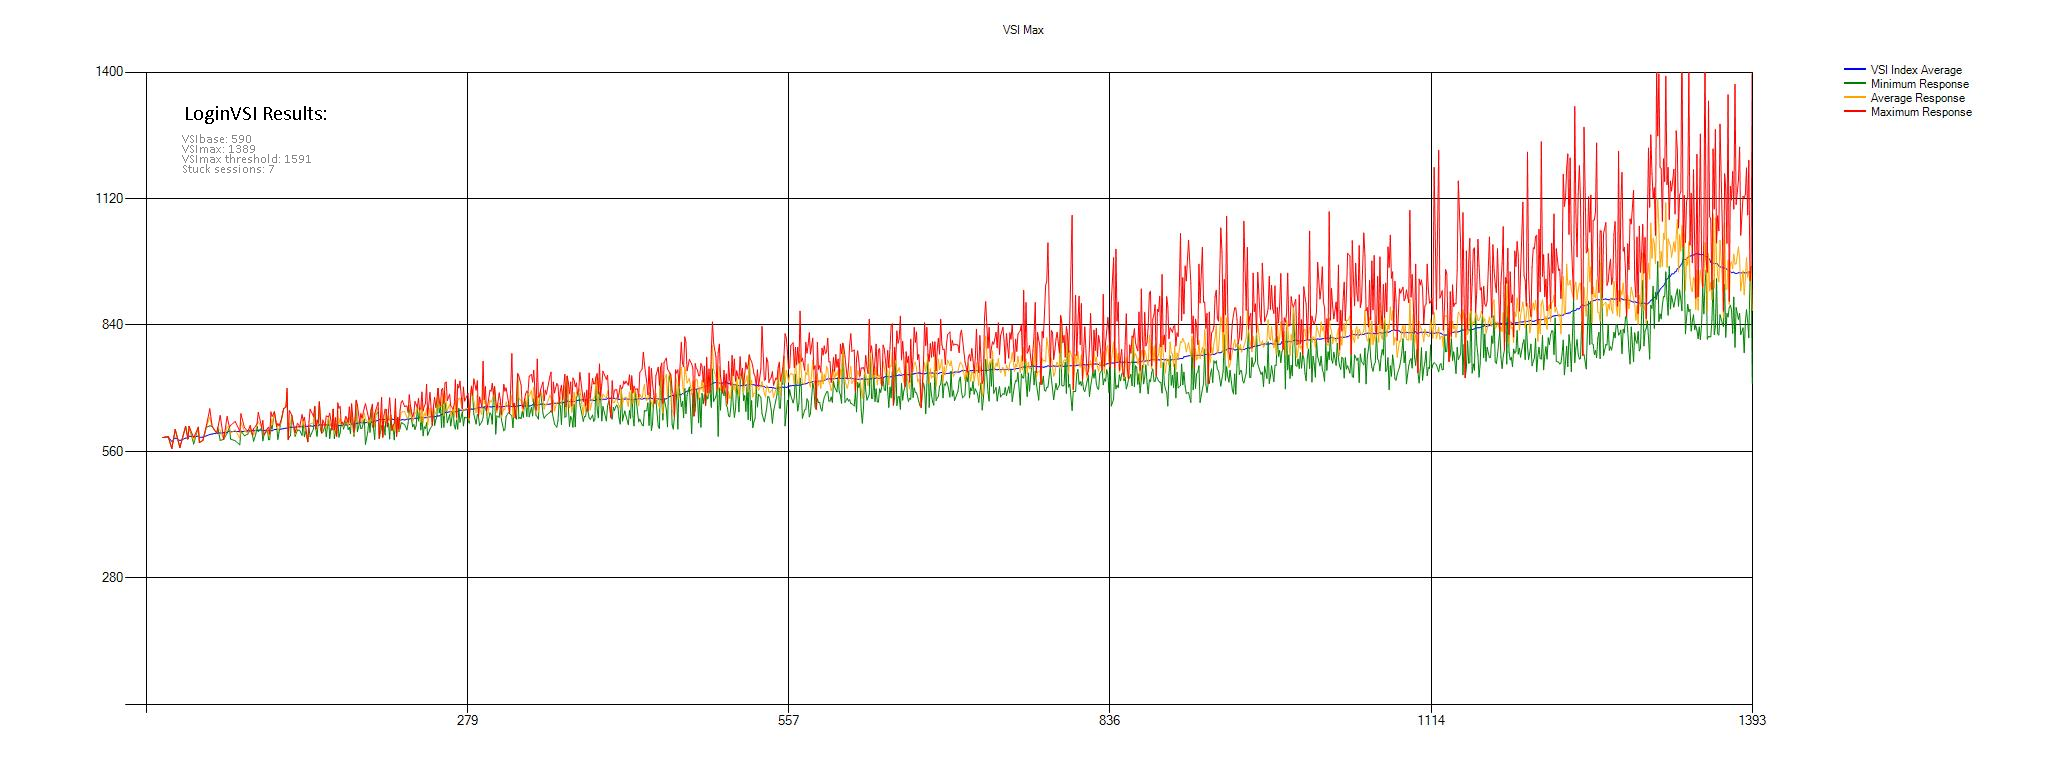 VSI Max
1400
1120
840
560
280
279
557
836
1114
1393
LoginVSI Results:
VSIbase: 590
VSImax: 1389
VSImax threshold: 1591
Stuck sessions: 7
VSI Index Average
Minimum Response
Average Response
Maximum Response